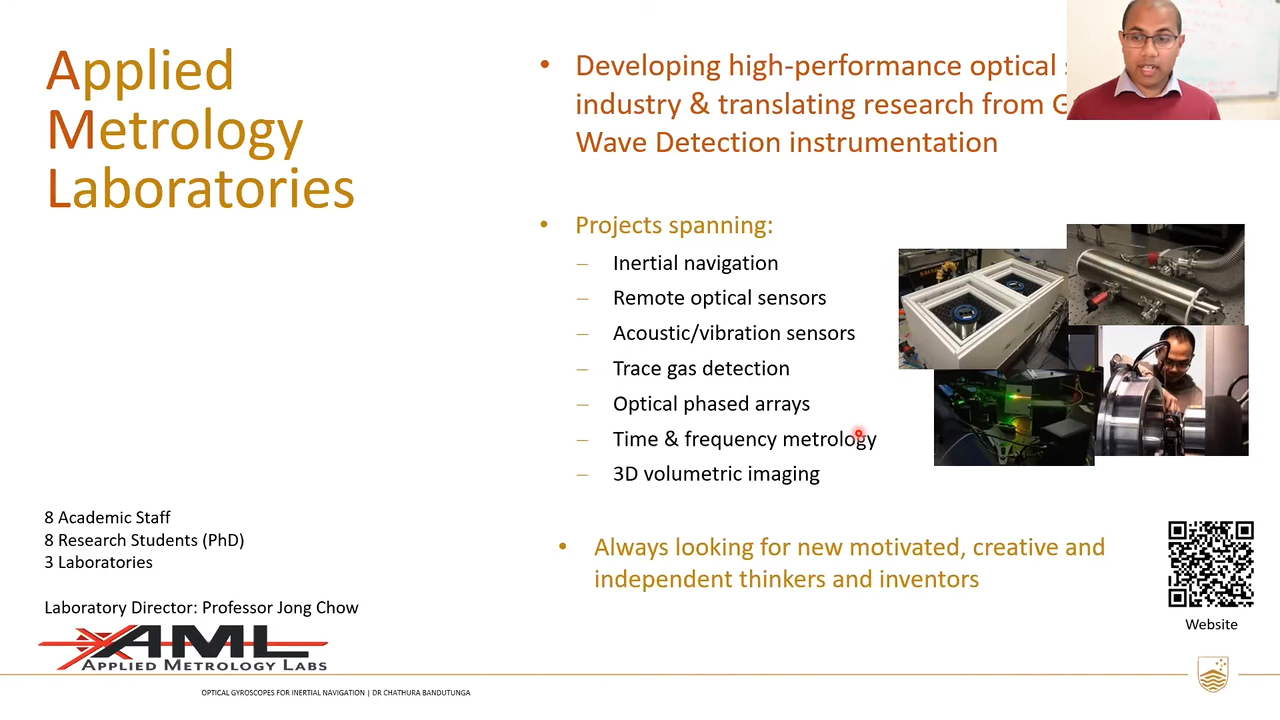 Applied
Metrology
Laboratories
• Developing high-performance optical
industry & translating research from G
Wave Detection instrumentation
• Projects spanning:
– Inertial navigation
– Remote optical sensors
– Acoustic/vibration sensors
– Trace gas detection
– Optical phased arrays
– Time & frequency metrology
– 3D volumetric imaging
• Always looking for new motivated, creative and
independent thinkers and inventors
8 Academic Staff
8 Research Students (PhD)
3 Laboratories
Laboratory Director: Professor Jong Chow
AML
APPLIED METROLOGY LABS
Website
OPTICAL GYROSCOPES FOR INERTIAL NAVIGATION | DR CHATHURA BANDUTUNGA